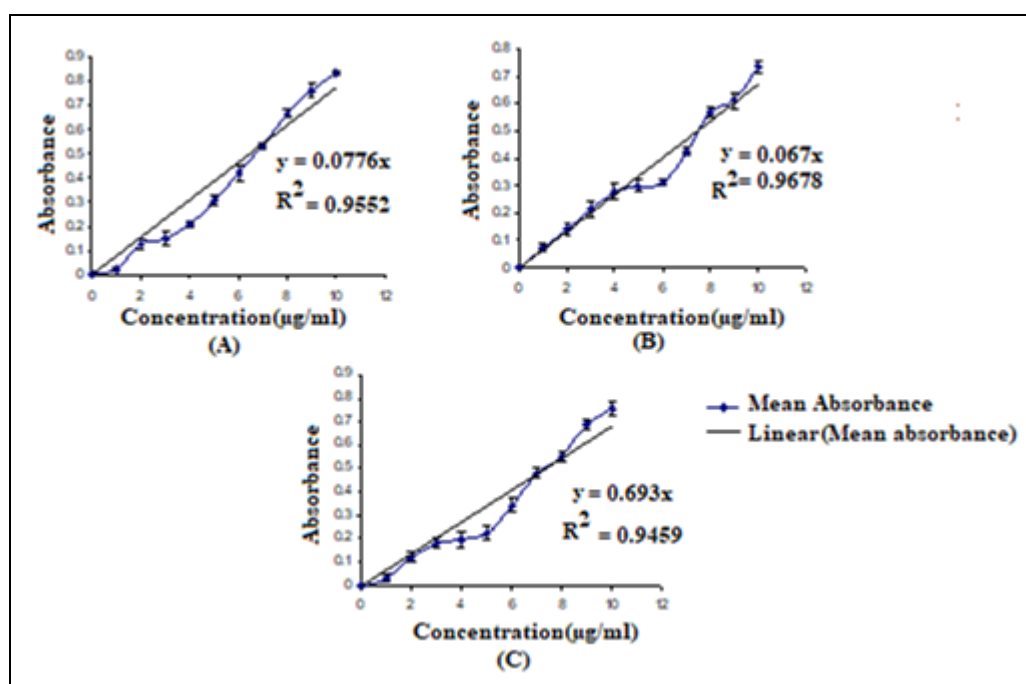 0.9
0.8
0.7
0.6
0.5
0.4
0.3
0.2
0.1
0
Absorbance
y = 0.0776x
R2 = 0.9552
0 2 4 6 8 10 12
Concentration(µg/ml)
(A)
0.8
0.7
0.6
0.5
0.4
0.3
0.2
0.1
0
Absorbance
y = 0.067x
R2= 0.9678
0 2 4 6 8 10 12
Concentration(µg/ml)
(B)
0.9
0.8
0.7
0.6
0.5
0.4
0.3
0.2
0.1
0
Absorbance
y = 0.693x
R2 = 0.9459
0 2 4 6 8 10 12
Concentration(µg/ml)
(C)
Mean Absorbance
Linear(Mean absorbance)